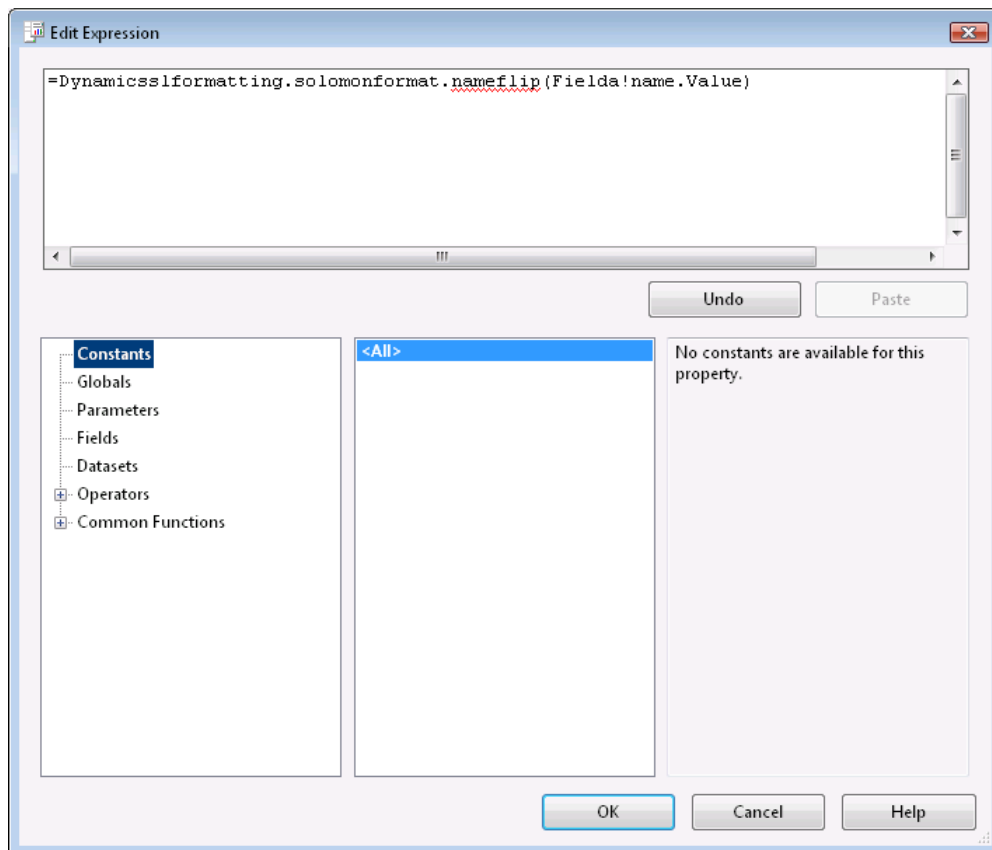 Edit Expression
=Dynamicsslformatting.solomonformat.nameflip(Fielda!name.Value)
Undo
Paste
Constants
Globals
Parameters
Fields
Datasets
Operators
Common Functions
<All>
No constants are available for this
property.
OK
Cancel
Help